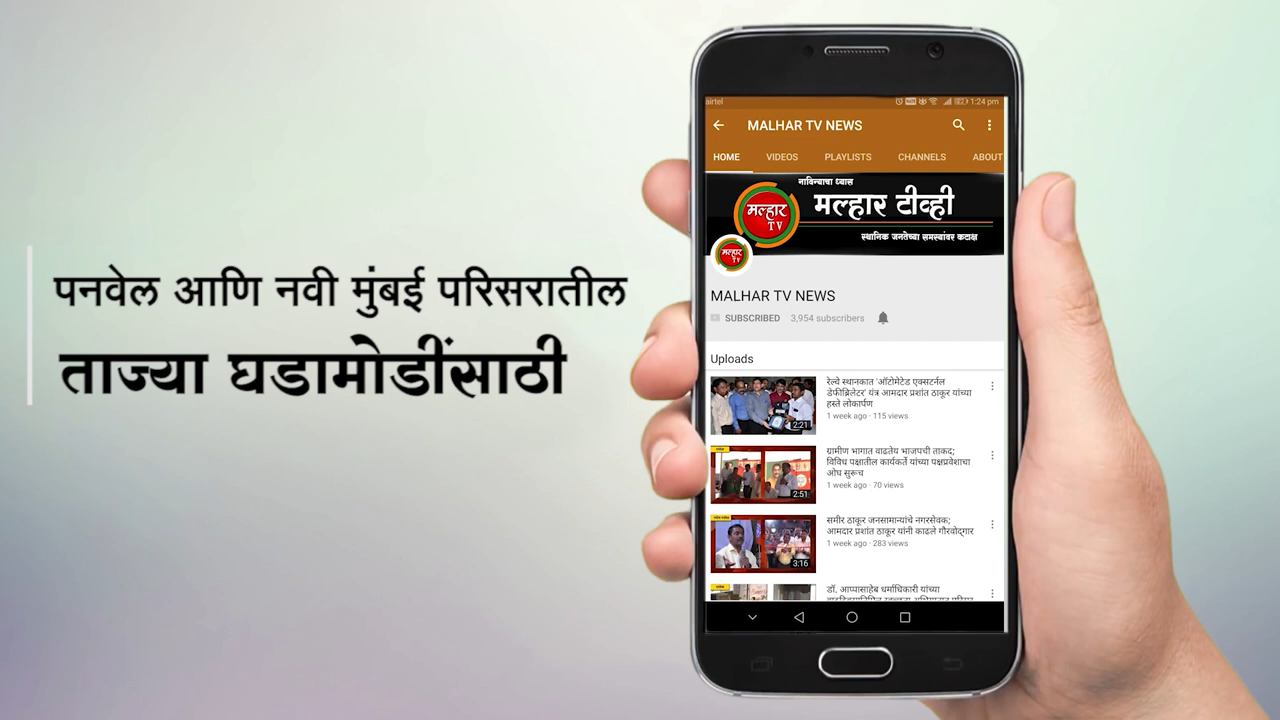 पनवेल आणि नवी मुंबई परिसरातील
ताज्या घडामोडींसाठी
airtel
1:24 pm
MALHAR TV NEWS
HOME VIDEOS PLAYLISTS CHANNELS ABOUT
नाविन्याचा ध्यास
मल्हार टीव्ही
मल्हार
TV
स्थानिक जनतेच्या समस्यांवर कटाक्ष
मल्हार
TV
MALHAR TV NEWS
SUBSCRIBED 3,954 subscribers
Uploads
रेल्वे स्थानकात 'ऑटोमेटेड एक्सटर्नल
डेफीब्रिलेटर' यंत्र आमदार प्रशांत ठाकूर यांच्या
हस्ते लोकार्पण
1 week ago · 115 views
2:21
ग्रामीण भागात वाढतेय भाजपची ताकद;
विविध पक्षातील कार्यकर्ते यांच्या पक्षप्रवेशाचा
ओघ सुरूच
1 week ago · 70 views
2:51
समीर ठाकूर जनसामान्यांचे नगरसेवक;
आमदार प्रशांत ठाकूर यांनी काढले गौरवोद्गार
1 week ago · 283 views
3:16
डॉ. आप्पासाहेब धर्माधिकारी यांच्या